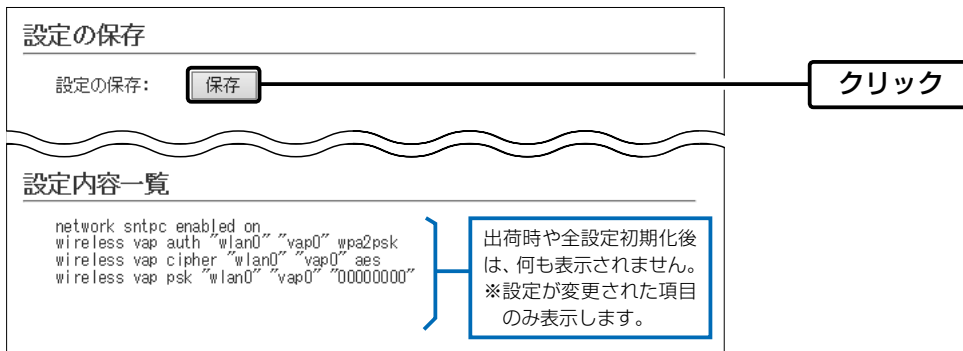 設定の保存
設定の保存: 保存
クリック
設定内容一覧
network sntpc enabled on
wireless vap auth "wlan0" "vap0" wpa2psk
wireless vap cipher "wlan0" "vap0" aes
wireless vap psk "wlan0" "vap0" "00000000"
出荷時や全設定初期化後
は、何も表示されません。
※設定が変更された項目
のみ表示します。